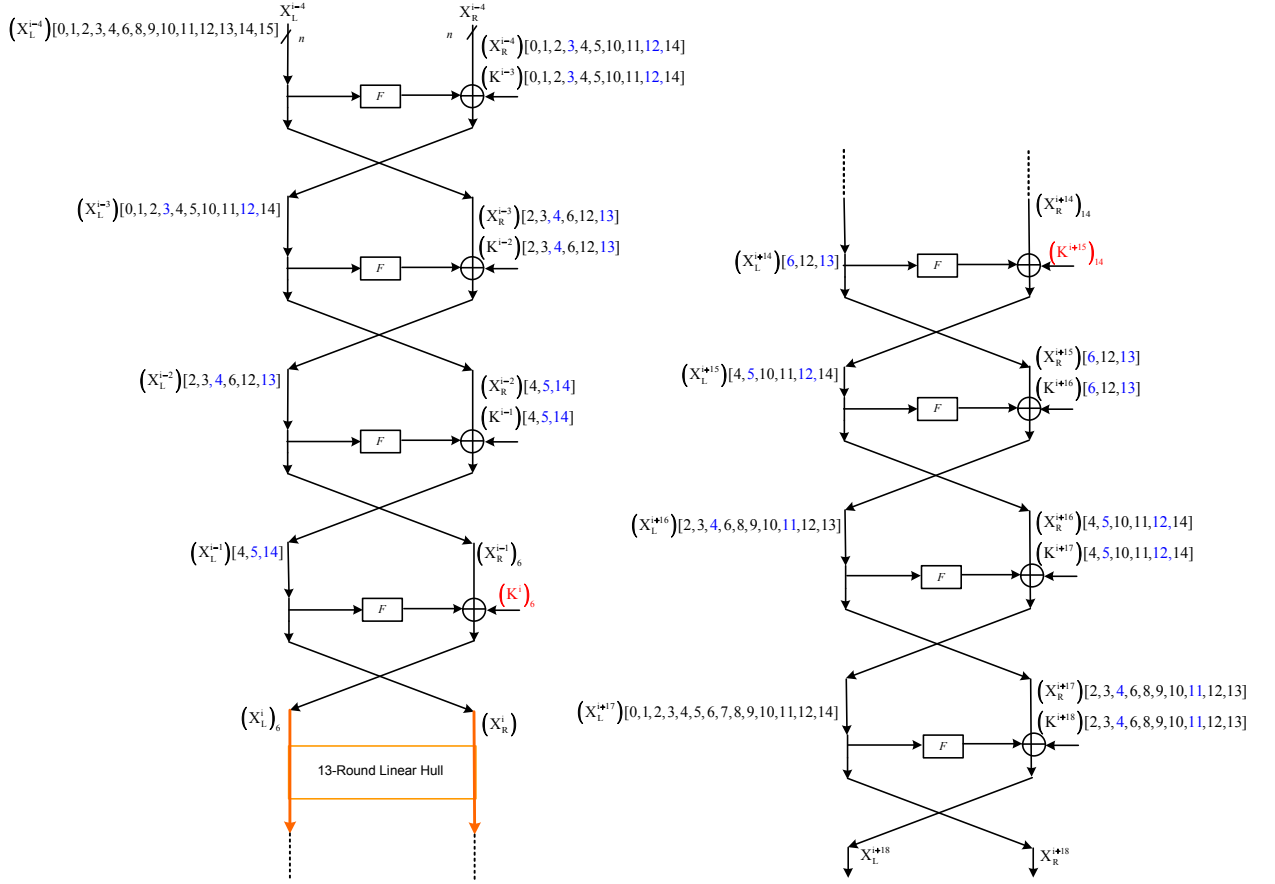 X_L^{i−4} X_R^{i−4}
(X_L^{i−4})[0,1,2,3,4,6,8,9,10,11,12,13,14,15] n n
(X_R^{i−4})[0,1,2,3,4,5,10,11,12,14]
(K^{i−3})[0,1,2,3,4,5,10,11,12,14]
F
(X_L^{i−3})[0,1,2,3,4,5,10,11,12,14]
(X_R^{i−3})[2,3,4,6,12,13]
(K^{i−2})[2,3,4,6,12,13]
F
(X_L^{i−2})[2,3,4,6,12,13]
(X_R^{i−2})[4,5,14]
(K^{i−1})[4,5,14]
F
(X_L^{i−1})[4,5,14]
(X_R^{i−1})_6
(K^i)_6
F
(X_L^i)_6
(X_R^i)
13-Round Linear Hull
(X_R^{i+14})_14
(X_L^{i+14})[6,12,13]
(K^{i+15})_14
F
(X_L^{i+15})[4,5,10,11,12,14]
(X_R^{i+15})[6,12,13]
(K^{i+16})[6,12,13]
F
(X_L^{i+16})[2,3,4,6,8,9,10,11,12,13]
(X_R^{i+16})[4,5,10,11,12,14]
(K^{i+17})[4,5,10,11,12,14]
F
(X_L^{i+17})[0,1,2,3,4,5,6,7,8,9,10,11,12,14]
(X_R^{i+17})[2,3,4,6,8,9,10,11,12,13]
(K^{i+18})[2,3,4,6,8,9,10,11,12,13]
F
X_L^{i+18} X_R^{i+18}